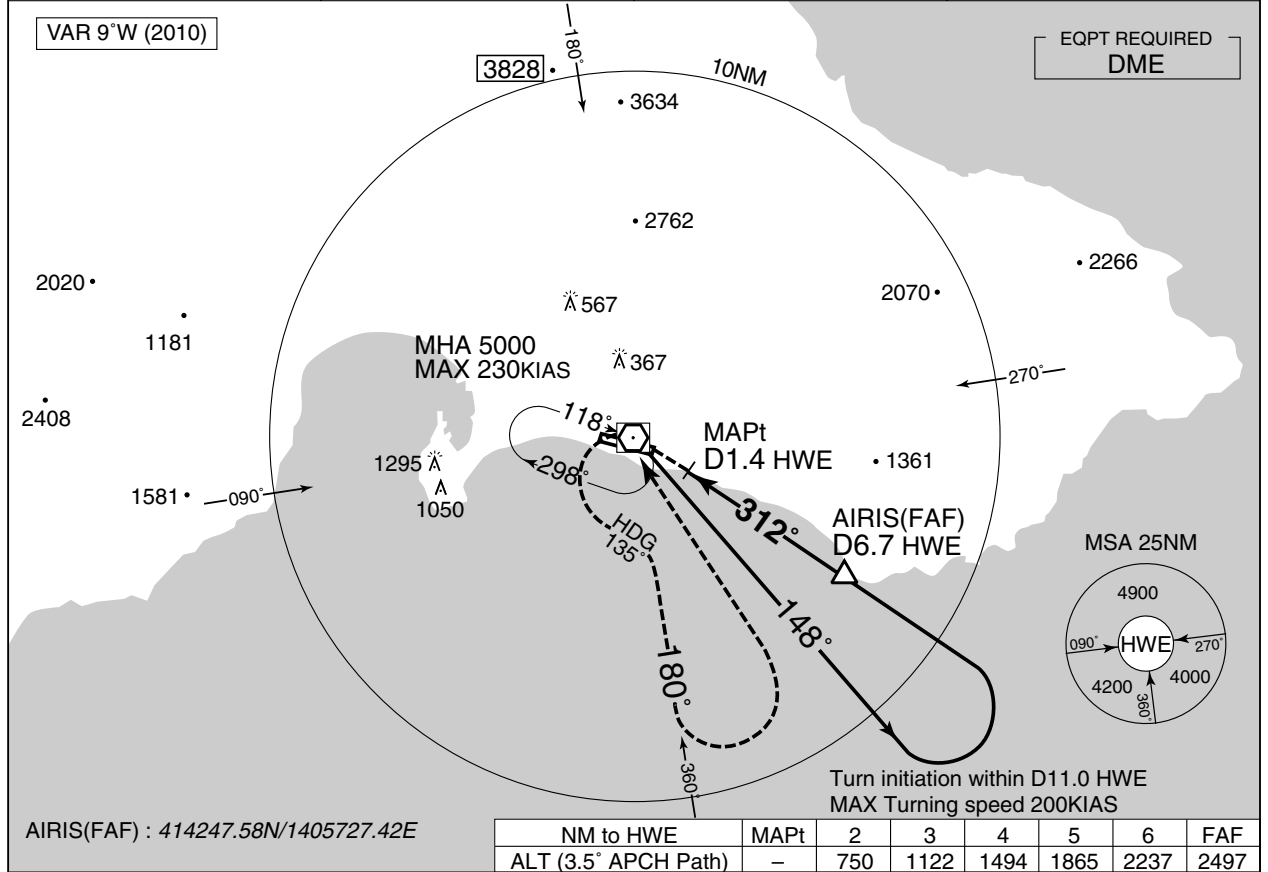 VAR 9˚W (2010)
180˚
EQPT REQUIRED
DME
3828
10NM
3634
2762
2266
2020
2070
567
1181
MHA 5000
MAX 230KIAS
367
270˚
2408
118˚
MAPt
D1.4 HWE
1295
298˚
1361
1581
090˚
1050
312˚
AIRIS(FAF)
D6.7 HWE
HDG
135˚
MSA 25NM
4900
148˚
090˚
HWE
270˚
180˚
4200
4000
360˚
360˚
Turn initiation within D11.0 HWE
MAX Turning speed 200KIAS
AIRIS(FAF) : 414247.58N/1405727.42E
NM to HWE MAPt 2 3 4 5 6 FAF
ALT (3.5˚ APCH Path) – 750 1122 1494 1865 2237 2497